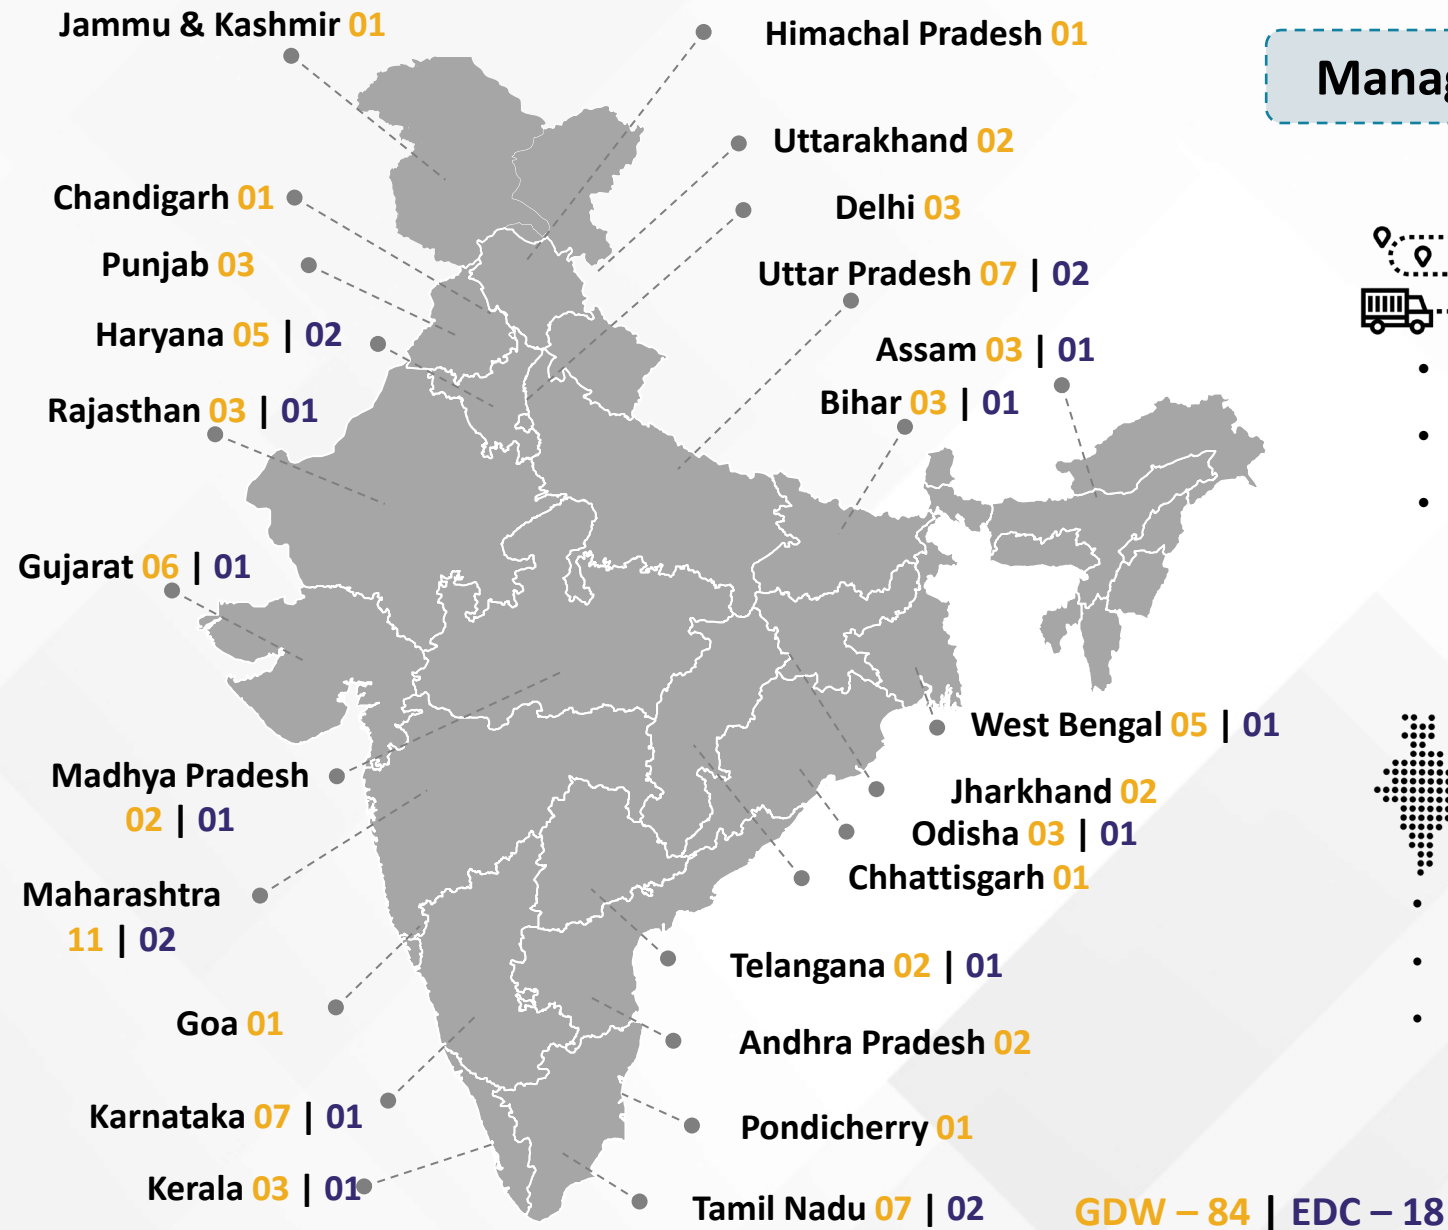 Jammu & Kashmir 01
Himachal Pradesh 01
Uttarakhand 02
Chandigarh 01
Delhi 03
Punjab 03
Uttar Pradesh 07 | 02
Haryana 05 | 02
Assam 03 | 01
Rajasthan 03 | 01
Bihar 03 | 01
Gujarat 06 | 01
West Bengal 05 | 01
Madhya Pradesh
02 | 01
Jharkhand 02
Odisha 03 | 01
Chhattisgarh 01
Maharashtra
11 | 02
Telangana 02 | 01
Goa 01
Andhra Pradesh 02
Karnataka 07 | 01
Pondicherry 01
Kerala 03 | 01
Tamil Nadu 07 | 02
GDW – 84 | EDC – 18